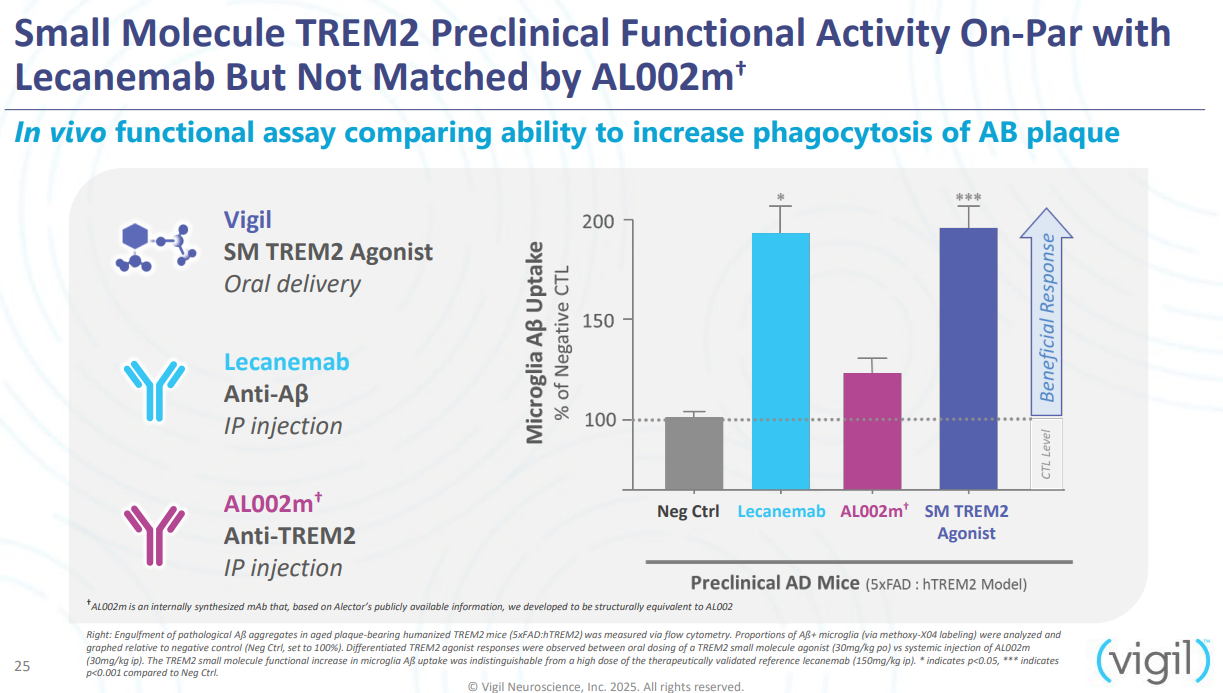 Small Molecule TREM2 Preclinical Functional Activity On-Par with
Lecanemab But Not Matched by AL002m†
In vivo functional assay comparing ability to increase phagocytosis of AB plaque
Vigil
SM TREM2 Agonist
Oral delivery
Lecanemab
Anti-Aβ
IP injection
AL002m†
Anti-TREM2
IP injection
Microglia Aβ Uptake
% of Negative CTL
200
150
100
*
***
Beneficial Response
CTL Level
Neg Ctrl
Lecanemab
AL002m†
SM TREM2
Agonist
Preclinical AD Mice (5xFAD : hTREM2 Model)
†AL002m is an internally synthesized mAb that, based on Alector's publicly available information, we developed to be structurally equivalent to AL002
Right: Engulfment of pathological Aβ aggregates in aged plaque-bearing humanized TREM2 mice (5xFAD:hTREM2) was measured via flow cytometry. Proportions of Aβ+ microglia (via methoxy-X04 labeling) were analyzed and
graphed relative to negative control (Neg Ctrl, set to 100%). Differentiated TREM2 agonist responses were observed between oral dosing of a TREM2 small molecule agonist (30mg/kg po) vs systemic injection of AL002m
(30mg/kg ip). The TREM2 small molecule functional increase in microglia Aβ uptake was indistinguishable from a high dose of the therapeutically validated reference lecanemab (150mg/kg ip). * indicates p<0.05, *** indicates
p<0.001 compared to Neg Ctrl.
25
© Vigil Neuroscience, Inc. 2025. All rights reserved.
(vigil)™